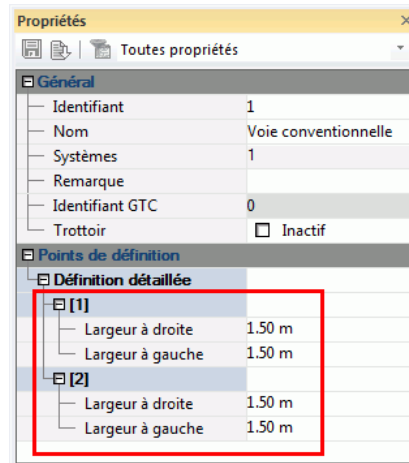 Propriétés
Toutes propriétés
Général
Identifiant 1
Nom Voie conventionnelle
Systèmes 1
Remarque
Identifiant GTC 0
Trottoir Inactif
Points de définition
Définition détaillée
[1]
Largeur à droite 1.50 m
Largeur à gauche 1.50 m
[2]
Largeur à droite 1.50 m
Largeur à gauche 1.50 m